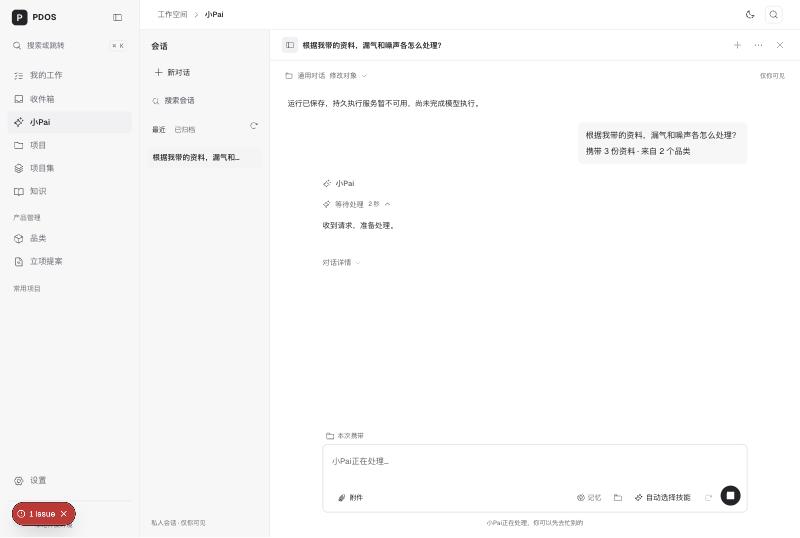 P PDOS
搜索或跳转 ⌘ K
我的工作
收件箱
小Pai
项目
项目集
知识
产品管理
品类
立项提案
常用项目
设置
1 Issue
工作空间 > 小Pai
会话
新对话
搜索会话
最近 已归档
根据我带的资料，漏气和...
私人会话 · 仅你可见
根据我带的资料，漏气和噪声各怎么处理？
通用对话 修改对象
仅你可见
运行已保存，持久执行服务暂不可用，尚未完成模型执行。
根据我带的资料，漏气和噪声各怎么处理？
携带 3 份资料 · 来自 2 个品类
小Pai
等待处理 2 秒
收到请求，准备处理。
对话详情
本次携带
小Pai正在处理...
附件
记忆
自动选择技能
小Pai正在处理，你可以先去忙别的